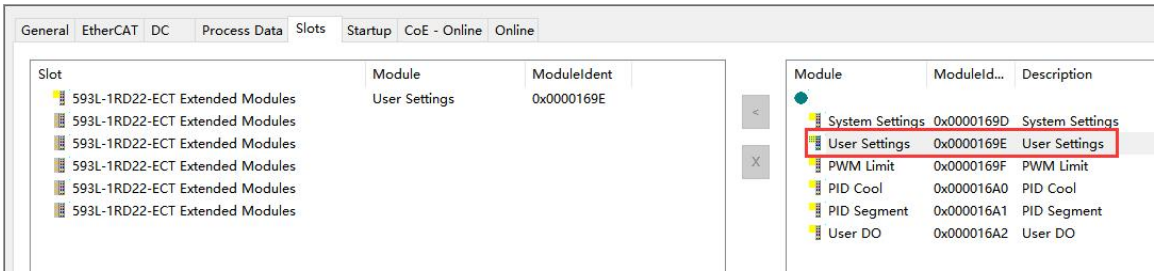 General EtherCAT DC Process Data Slots Startup CoE - Online Online
Slot Module ModuleIdent
593L-1RD22-ECT Extended Modules User Settings 0x0000169E
593L-1RD22-ECT Extended Modules
593L-1RD22-ECT Extended Modules
593L-1RD22-ECT Extended Modules
593L-1RD22-ECT Extended Modules
593L-1RD22-ECT Extended Modules
<
X
Module ModuleId... Description
System Settings 0x0000169D System Settings
User Settings 0x0000169E User Settings
PWM Limit 0x0000169F PWM Limit
PID Cool 0x000016A0 PID Cool
PID Segment 0x000016A1 PID Segment
User DO 0x000016A2 User DO